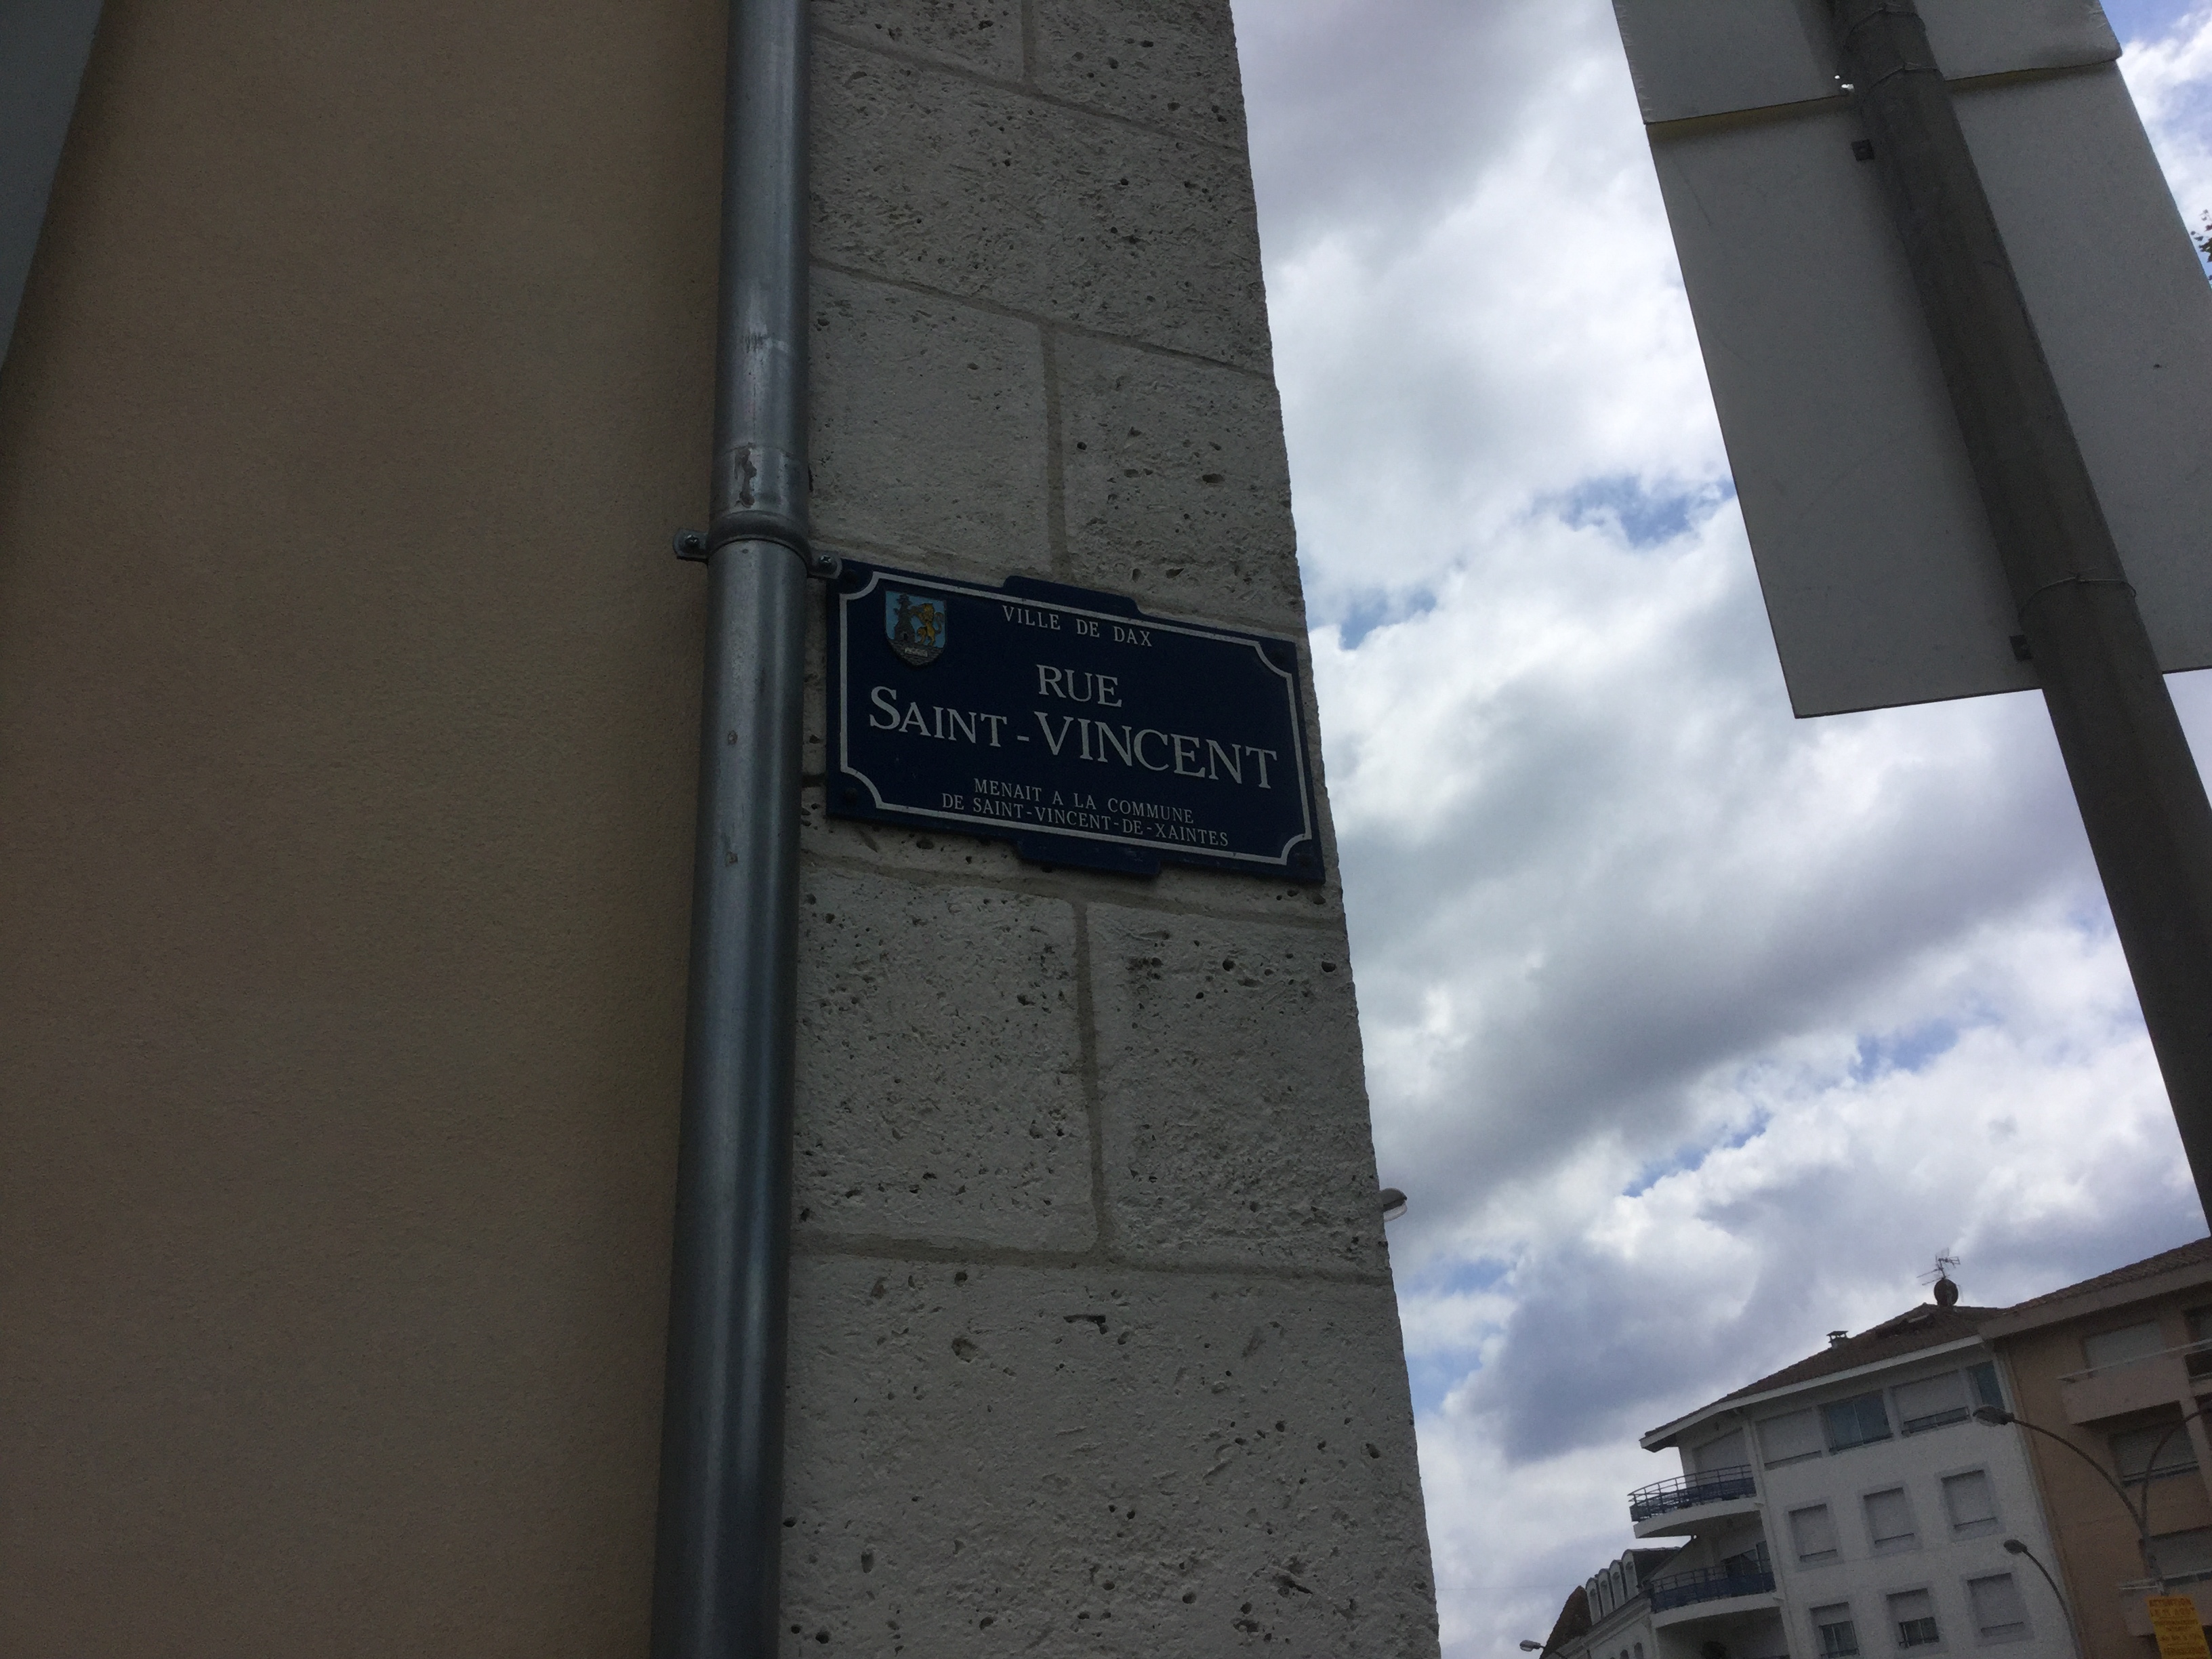 VILLE DE DAX
RUE
SAINT-VINCENT
MENAIT A LA COMMUNE
DE SAINT-VINCENT-DE-XAINTES